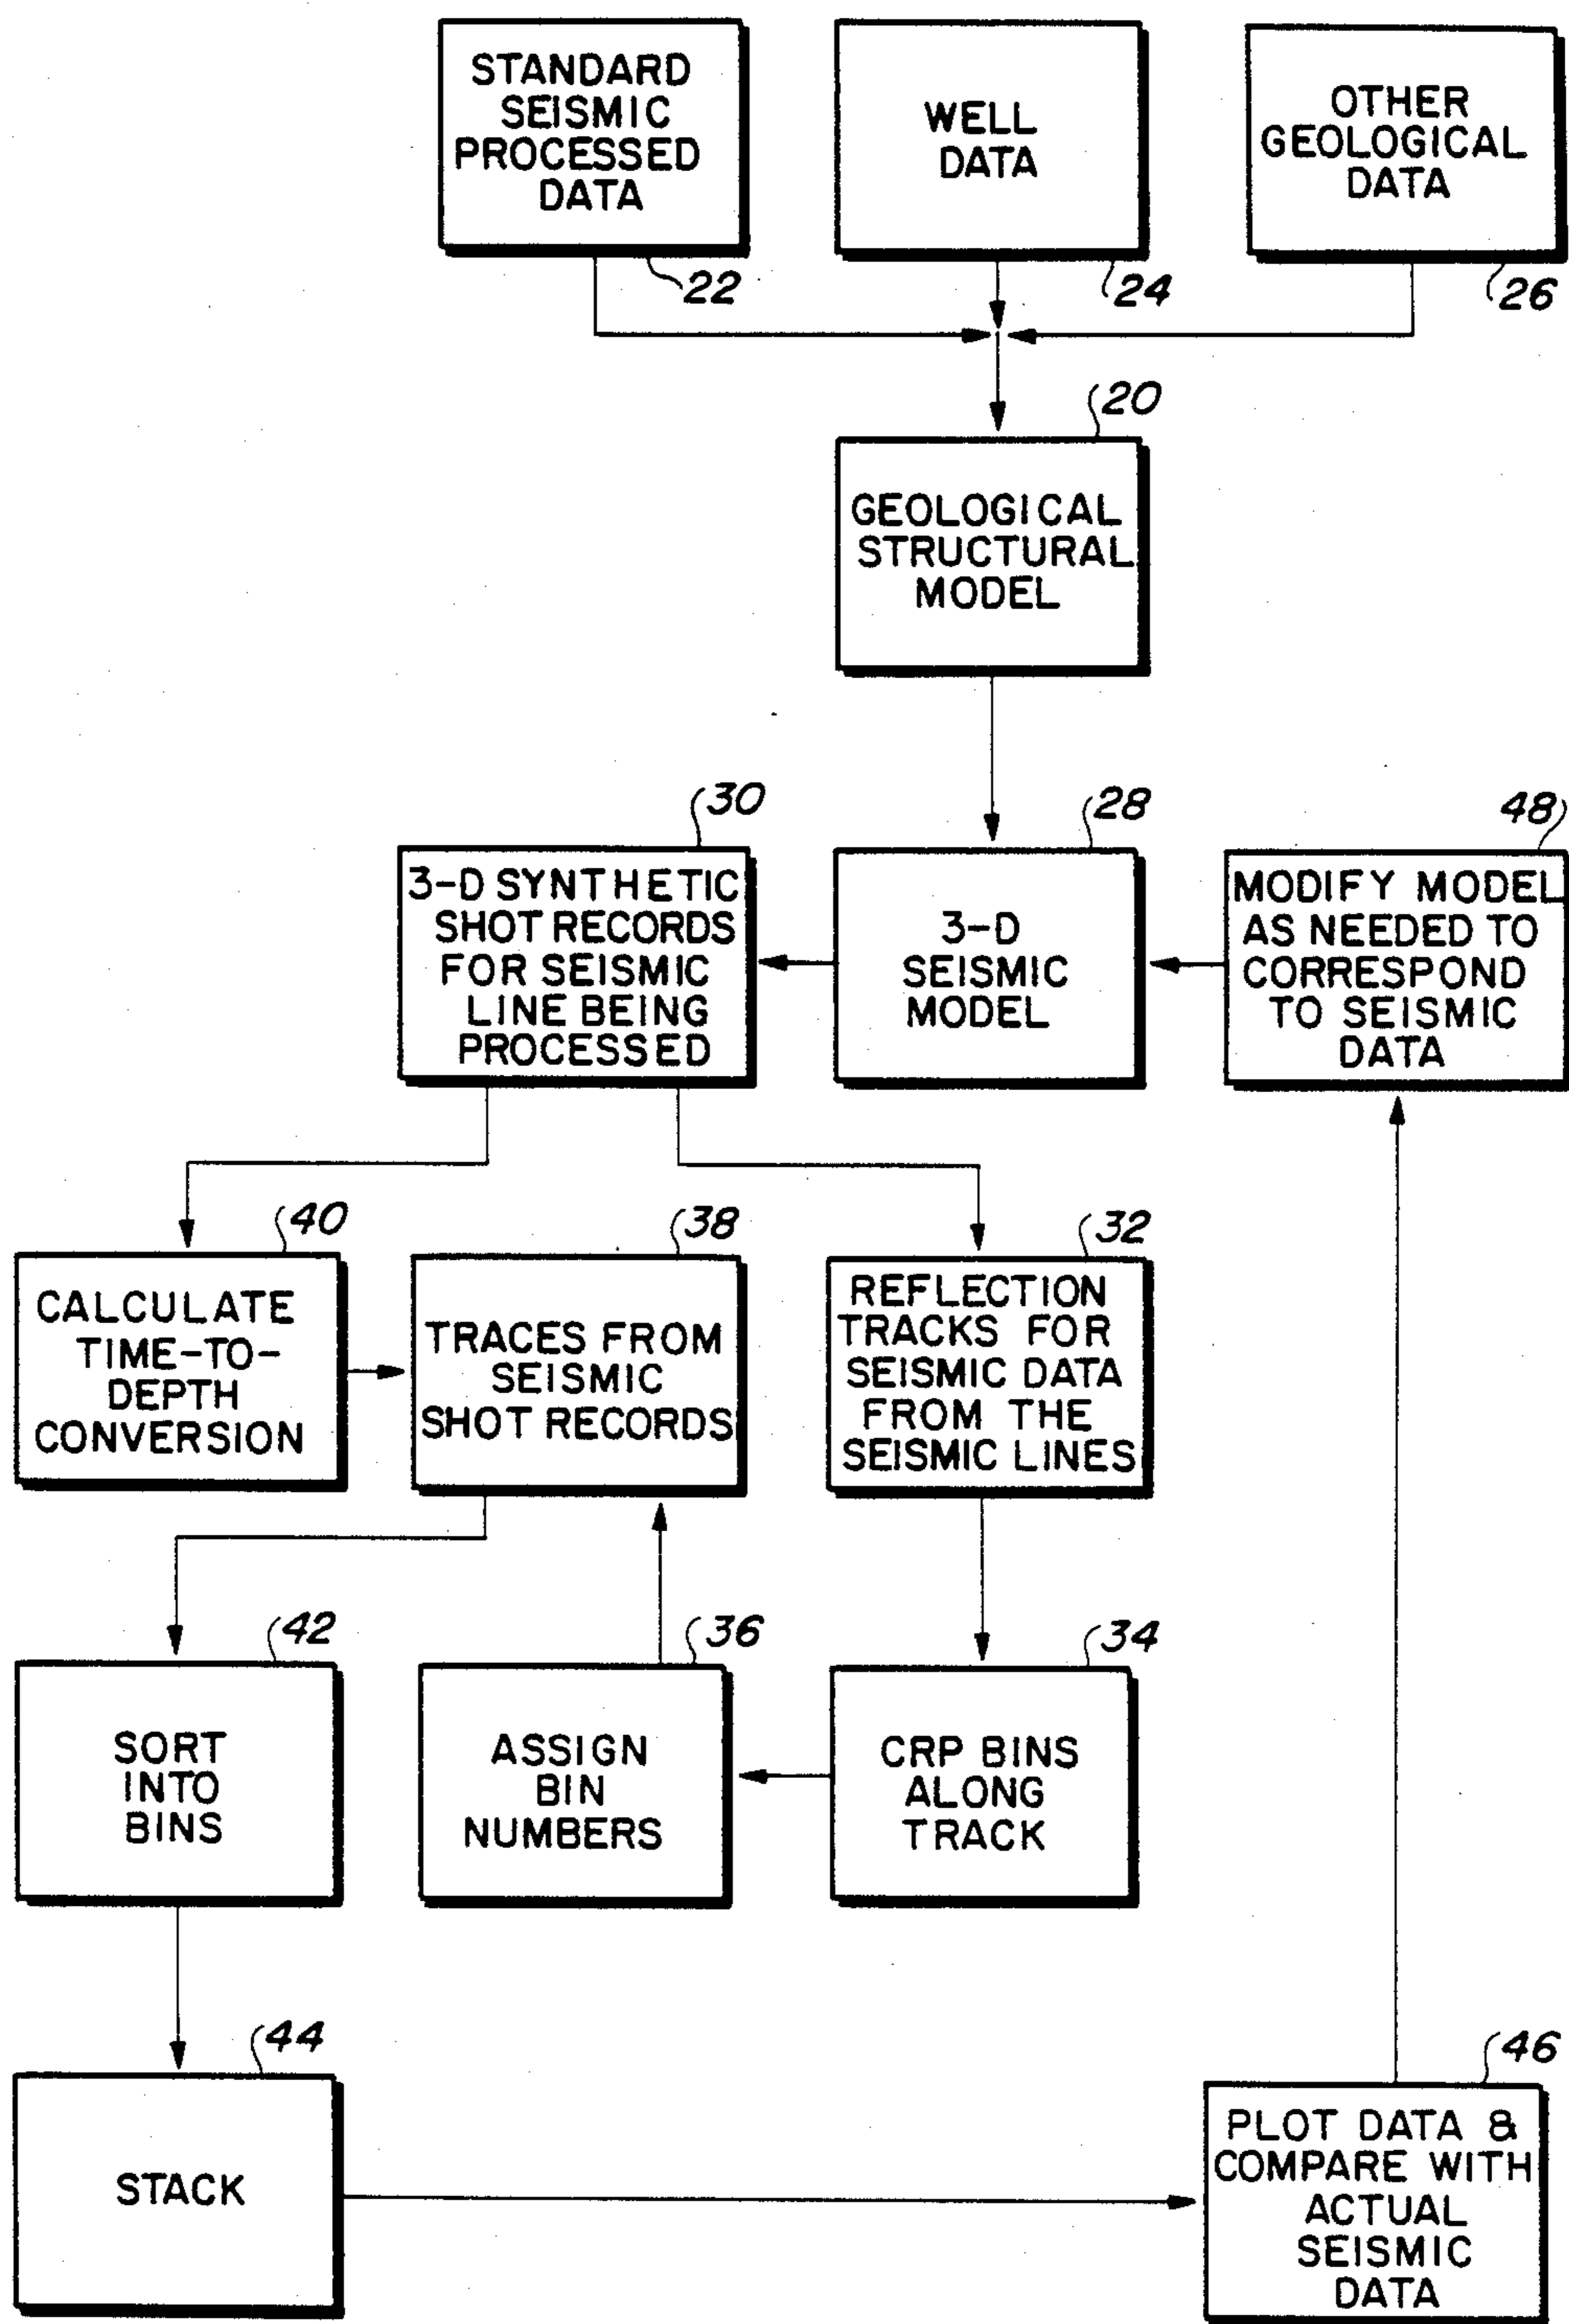 STANDARD
SEISMIC
PROCESSED
DATA
22
WELL
DATA
24
OTHER
GEOLOGICAL
DATA
26
20
GEOLOGICAL
STRUCTURAL
MODEL
30
3-D SYNTHETIC
SHOT RECORDS
FOR SEISMIC
LINE BEING
PROCESSED
28
3-D
SEISMIC
MODEL
48
MODIFY MODEL
AS NEEDED TO
CORRESPOND
TO SEISMIC
DATA
40
CALCULATE
TIME-TO-
DEPTH
CONVERSION
38
TRACES FROM
SEISMIC
SHOT RECORDS
32
REFLECTION
TRACKS FOR
SEISMIC DATA
FROM THE
SEISMIC LINES
42
SORT
INTO
BINS
36
ASSIGN
BIN
NUMBERS
34
CRP BINS
ALONG
TRACK
44
STACK
46
PLOT DATA &
COMPARE WITH
ACTUAL
SEISMIC
DATA